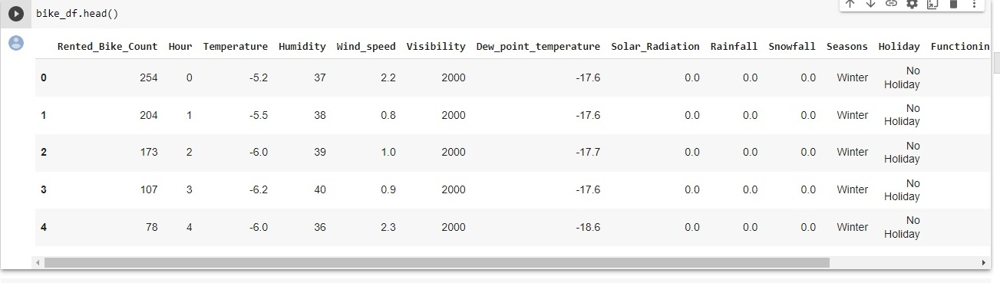 bike_df.head()
Rented_Bike_Count Hour Temperature Humidity Wind_speed Visibility Dew_point_temperature Solar_Radiation Rainfall Snowfall Seasons Holiday Functionin
0 254 0 -5.2 37 2.2 2000 -17.6 0.0 0.0 0.0 Winter No Holiday
1 204 1 -5.5 38 0.8 2000 -17.6 0.0 0.0 0.0 Winter No Holiday
2 173 2 -6.0 39 1.0 2000 -17.7 0.0 0.0 0.0 Winter No Holiday
3 107 3 -6.2 40 0.9 2000 -17.6 0.0 0.0 0.0 Winter No Holiday
4 78 4 -6.0 36 2.3 2000 -18.6 0.0 0.0 0.0 Winter No Holiday